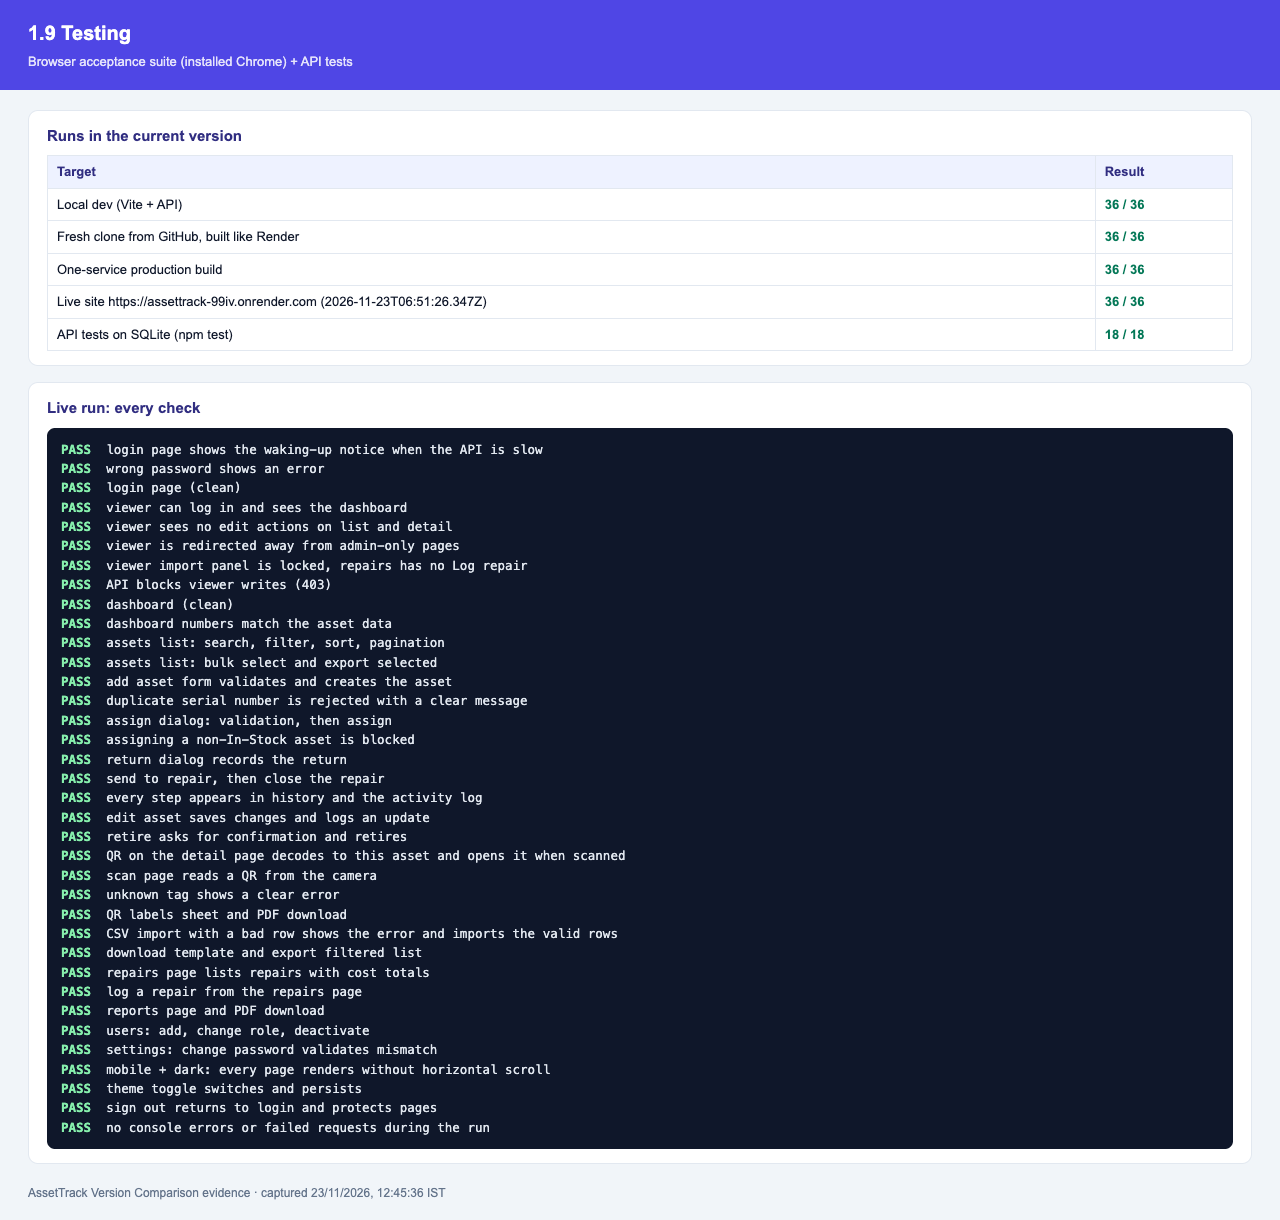 1.9 Testing
Browser acceptance suite (installed Chrome) + API tests
Runs in the current version
Target Result
Local dev (Vite + API) 36 / 36
Fresh clone from GitHub, built like Render 36 / 36
One-service production build 36 / 36
Live site https://assettrack-99iv.onrender.com (2026-11-23T06:51:26.347Z) 36 / 36
API tests on SQLite (npm test) 18 / 18
Live run: every check
PASS login page shows the waking-up notice when the API is slow
PASS wrong password shows an error
PASS login page (clean)
PASS viewer can log in and sees the dashboard
PASS viewer sees no edit actions on list and detail
PASS viewer is redirected away from admin-only pages
PASS viewer import panel is locked, repairs has no Log repair
PASS API blocks viewer writes (403)
PASS dashboard (clean)
PASS dashboard numbers match the asset data
PASS assets list: search, filter, sort, pagination
PASS assets list: bulk select and export selected
PASS add asset form validates and creates the asset
PASS duplicate serial number is rejected with a clear message
PASS assign dialog: validation, then assign
PASS assigning a non-In-Stock asset is blocked
PASS return dialog records the return
PASS send to repair, then close the repair
PASS every step appears in history and the activity log
PASS edit asset saves changes and logs an update
PASS retire asks for confirmation and retires
PASS QR on the detail page decodes to this asset and opens it when scanned
PASS scan page reads a QR from the camera
PASS unknown tag shows a clear error
PASS QR labels sheet and PDF download
PASS CSV import with a bad row shows the error and imports the valid rows
PASS download template and export filtered list
PASS repairs page lists repairs with cost totals
PASS log a repair from the repairs page
PASS reports page and PDF download
PASS users: add, change role, deactivate
PASS settings: change password validates mismatch
PASS mobile + dark: every page renders without horizontal scroll
PASS theme toggle switches and persists
PASS sign out returns to login and protects pages
PASS no console errors or failed requests during the run
AssetTrack Version Comparison evidence · captured 23/11/2026, 12:45:36 IST